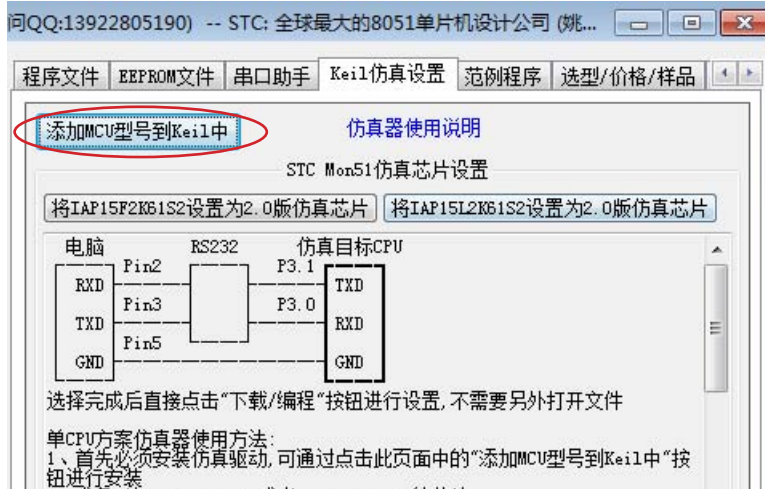 问QQ:13922805190) -- STC: 全球最大的8051单片机设计公司 (姚...
程序文件 EEPROM文件 串口助手 Keil仿真设置 范例程序 选型/价格/样品
添加MCU型号到Keil中 仿真器使用说明
STC Mon51仿真芯片设置
将IAP15F2K61S2设置为2.0版仿真芯片 将IAP15L2K61S2设置为2.0版仿真芯片
电脑 RS232 仿真目标CPU
Pin2 P3.1
RXD TXD
Pin3 P3.0
TXD RXD
Pin5
GND GND
选择完成后直接点击"下载/编程"按钮进行设置,不需要另外打开文件
单CPU方案仿真器使用方法:
1、首先必须安装仿真驱动,可通过点击此页面中的"添加MCU型号到Keil中"按
钮进行安装